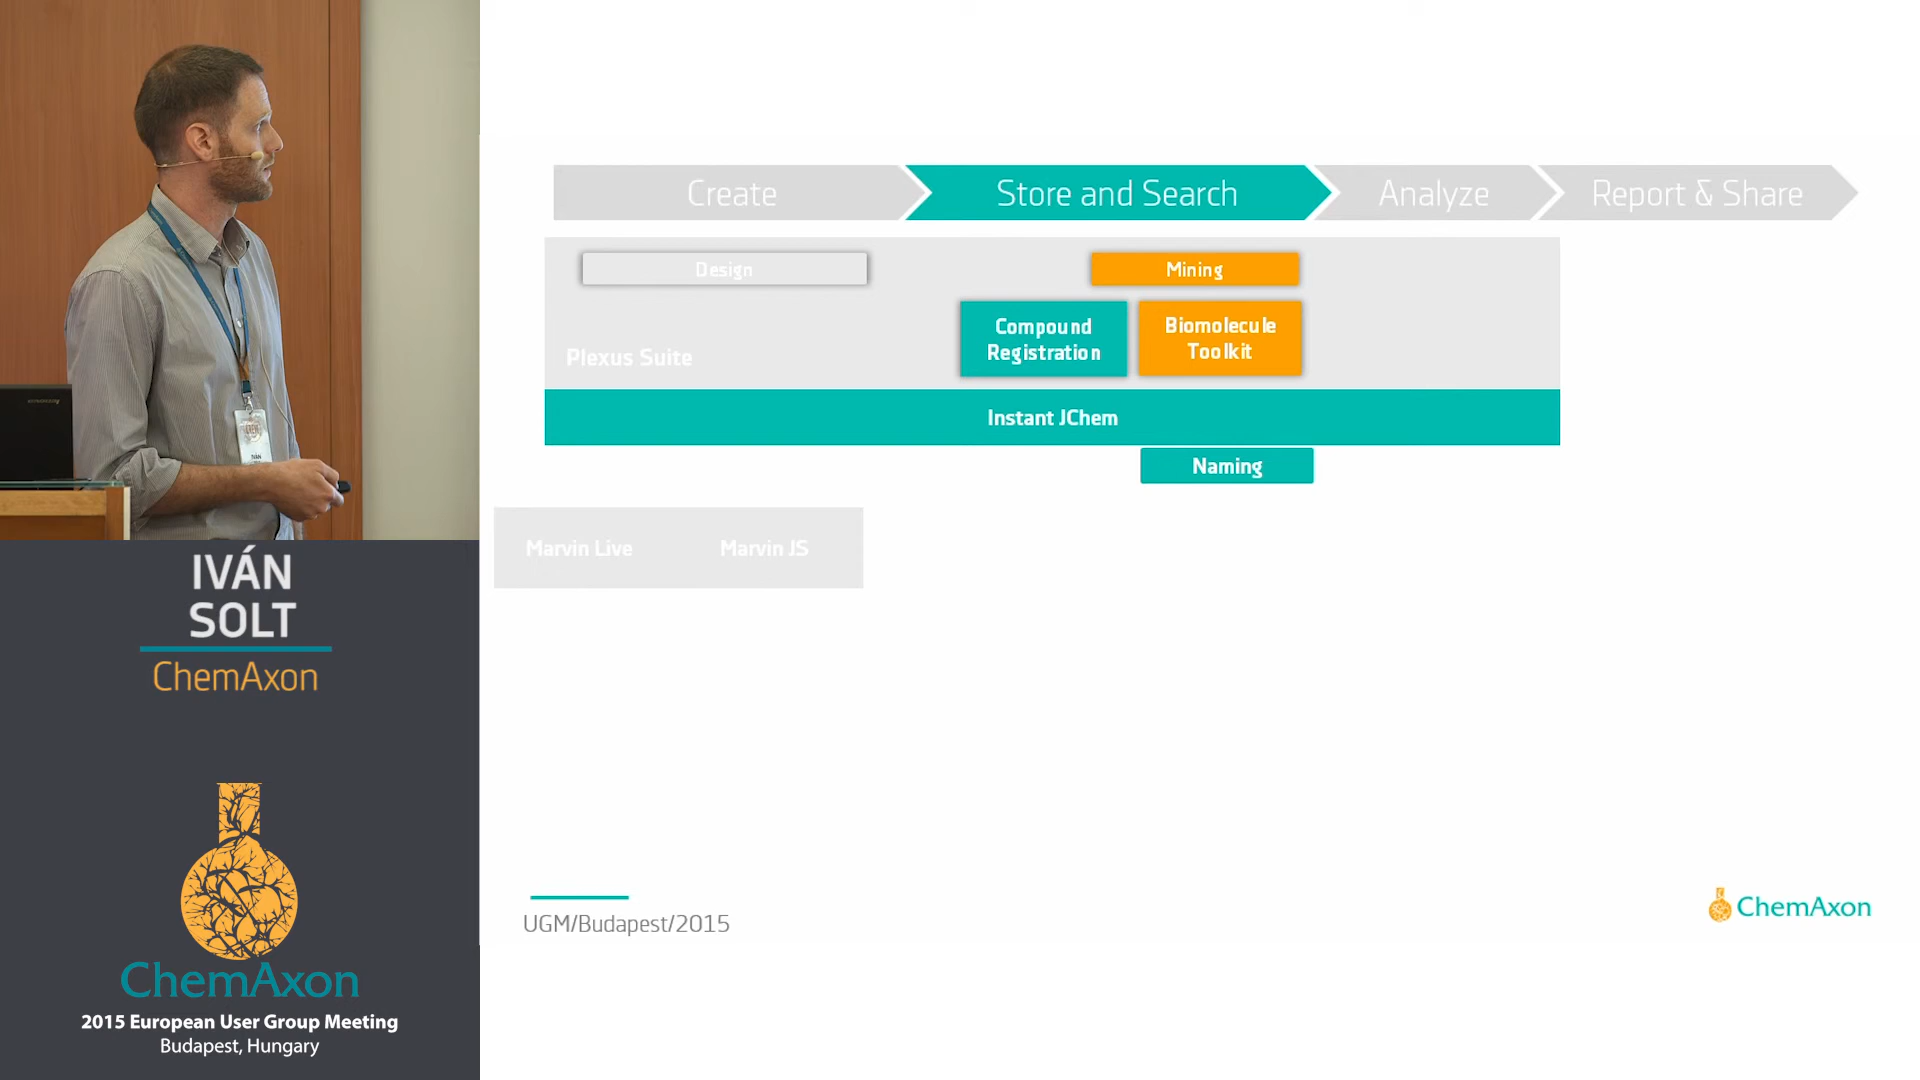 Create
Store and Search
Analyze
Report & Share
Design
Mining
Compound
Registration
Biomolecule
Toolkit
Plexus Suite
Instant JChem
Naming
Marvin Live
Marvin JS
UGM/Budapest/2015
ChemAxon
IVÁN
IVÁN
SOLT
ChemAxon
ChemAxon
2015 European User Group Meeting
Budapest, Hungary